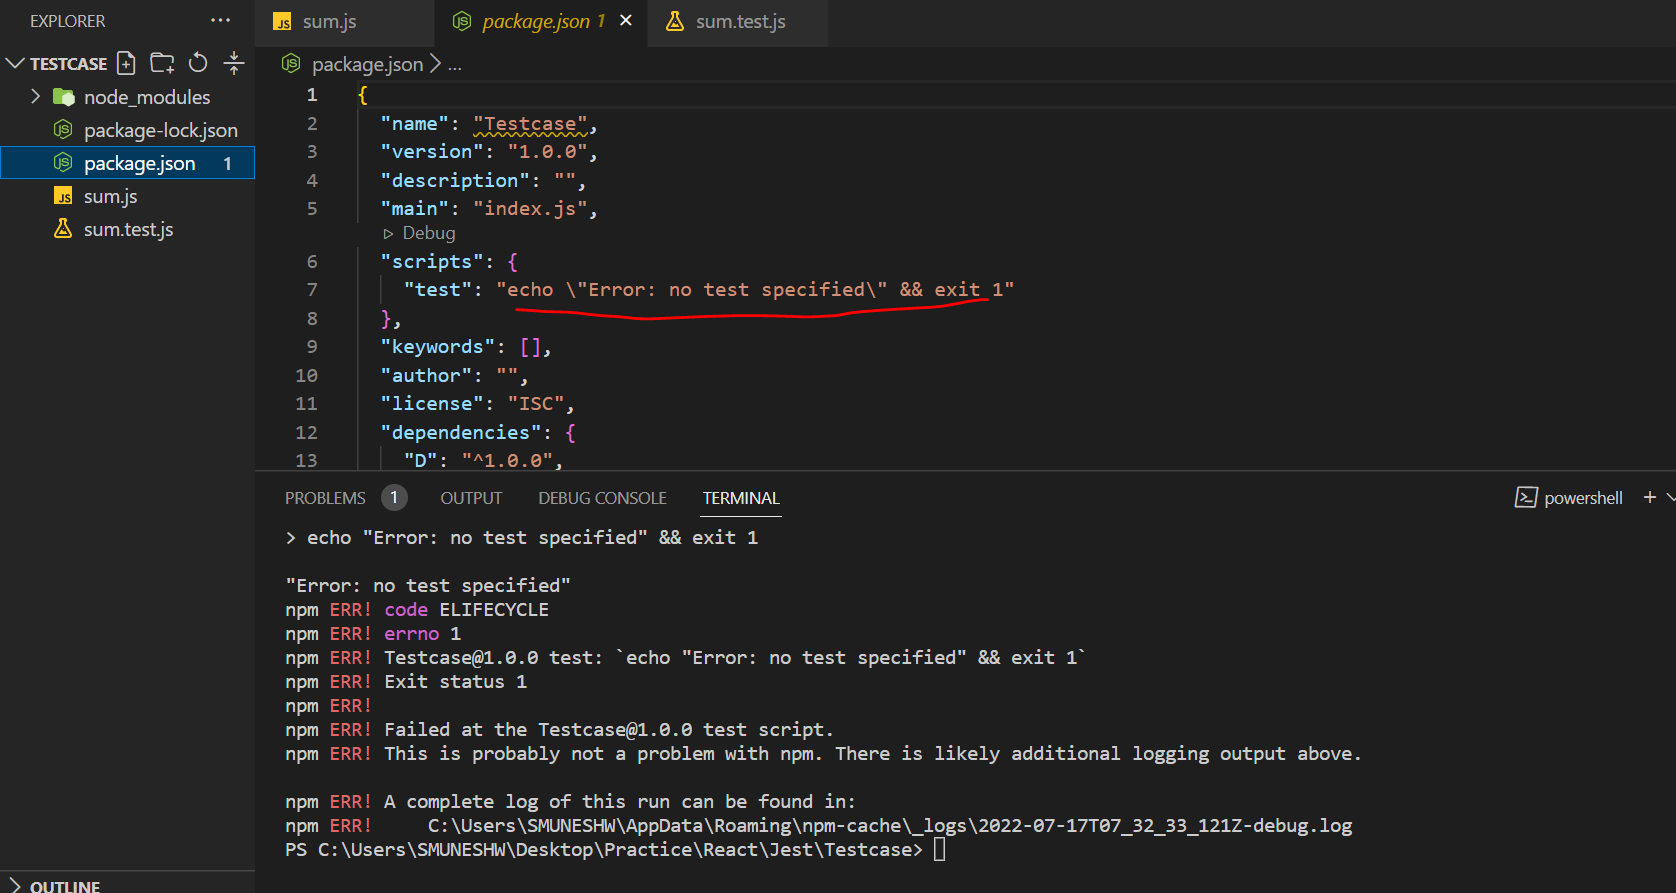 EXPLORER ...
TESTCASE
node_modules
package-lock.json
package.json 1
sum.js
sum.test.js
OUTLINE
sum.js
package.json 1
sum.test.js
package.json > ...
1 {
2 "name": "Testcase",
3 "version": "1.0.0",
4 "description": "",
5 "main": "index.js",
Debug
6 "scripts": {
7 "test": "echo \"Error: no test specified\" && exit 1"
8 },
9 "keywords": [],
10 "author": "",
11 "license": "ISC",
12 "dependencies": {
13 "D": "^1.0.0",
PROBLEMS 1 OUTPUT DEBUG CONSOLE TERMINAL powershell +
> echo "Error: no test specified" && exit 1
"Error: no test specified"
npm ERR! code ELIFECYCLE
npm ERR! errno 1
npm ERR! Testcase@1.0.0 test: `echo "Error: no test specified" && exit 1`
npm ERR! Exit status 1
npm ERR!
npm ERR! Failed at the Testcase@1.0.0 test script.
npm ERR! This is probably not a problem with npm. There is likely additional logging output above.
npm ERR! A complete log of this run can be found in:
npm ERR!     C:\Users\SMUNESHW\AppData\Roaming\npm-cache\_logs\2022-07-17T07_32_33_121Z-debug.log
PS C:\Users\SMUNESHW\Desktop\Practice\React\Jest\Testcase>